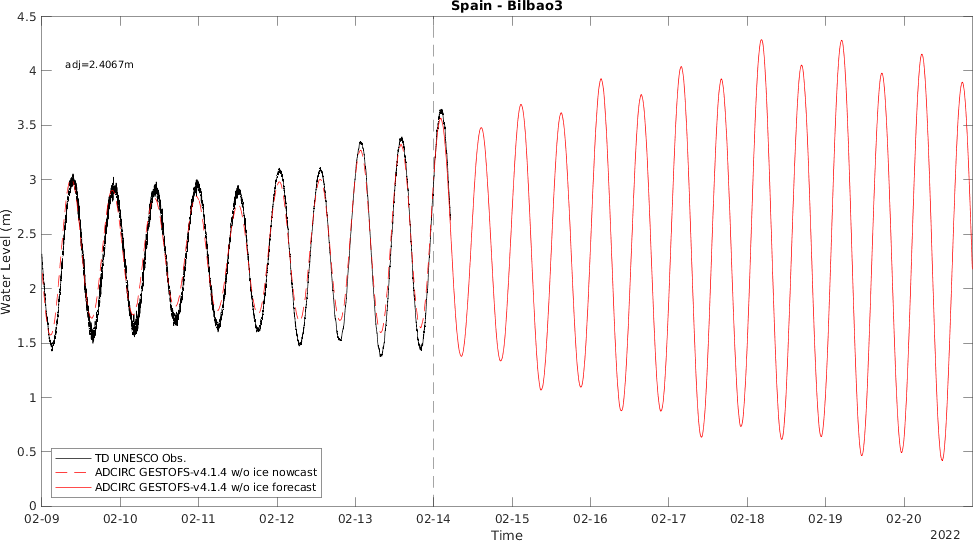 Spain - Bilbao3
adj=2.4067m
Water Level (m)
4.5
4
3.5
3
2.5
2
1.5
1
0.5
0
TD UNESCO Obs.
ADCIRC GESTOFS-v4.1.4 w/o ice nowcast
ADCIRC GESTOFS-v4.1.4 w/o ice forecast
02-09 02-10 02-11 02-12 02-13 02-14 02-15 02-16 02-17 02-18 02-19 02-20
Time
2022